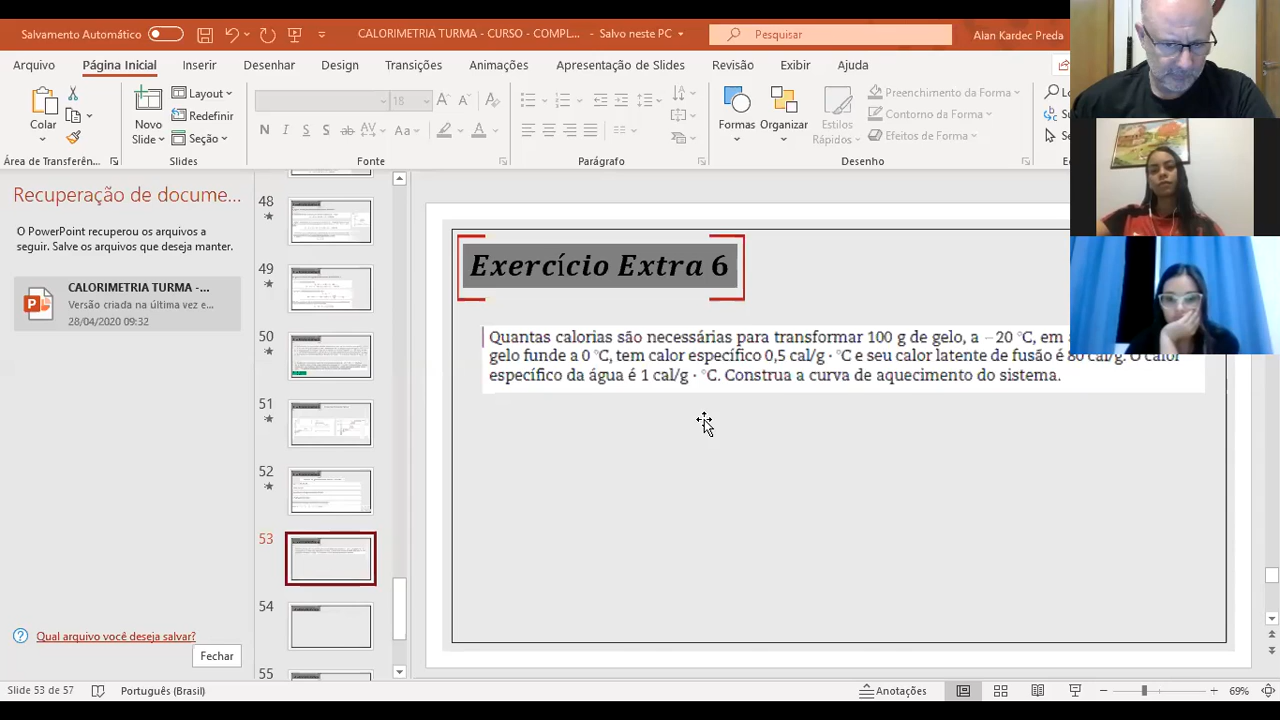 Salvamento Automático
CALORIMETRIA TURMA - CURSO - COMPL... - Salvo neste PC
Pesquisar
Alan Kardec Preda
Arquivo
Página Inicial
Inserir
Desenhar
Design
Transições
Animações
Apresentação de Slides
Revisão
Exibir
Ajuda
Colar
Novo
Slide
Layout
Redefinir
Seção
18
Formas
Organizar
Estilos
Rápidos
Preenchimento da Forma
Contorno da Forma
Efeitos de Forma
Área de Transferên...
Slides
Fonte
Parágrafo
Desenho
Recuperação de docume...
O PowerPoint recuperou os arquivos a
seguir. Salve os arquivos que deseja manter.
CALORIMETRIA TURMA -...
Versão criada na última vez e...
28/04/2020 09:32
Qual arquivo você deseja salvar?
Fechar
48
49
50
51
52
53
54
55
Exercício Extra 6
Quantas calorias são necessárias para transformar 100 g de gelo, a –20 °C, em
gelo funde a 0 °C, tem calor específico 0,5 cal/g · °C e seu calor latente de fusão é 80 cal/g. O calor
específico da água é 1 cal/g · °C. Construa a curva de aquecimento do sistema.
Slide 53 de 57
Português (Brasil)
Anotações
69%